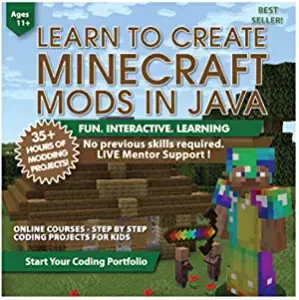 Ages
11+
BEST
SELLER!
LEARN TO CREATE
MINECRAFT
MODS IN JAVA
FUN. INTERACTIVE. LEARNING
35+
HOURS OF
MODDING
PROJECTS!
No previous skills required.
LIVE Mentor Support !
ONLINE COURSES - STEP BY STEP
CODING PROJECTS FOR KIDS
Start Your Coding Portfolio